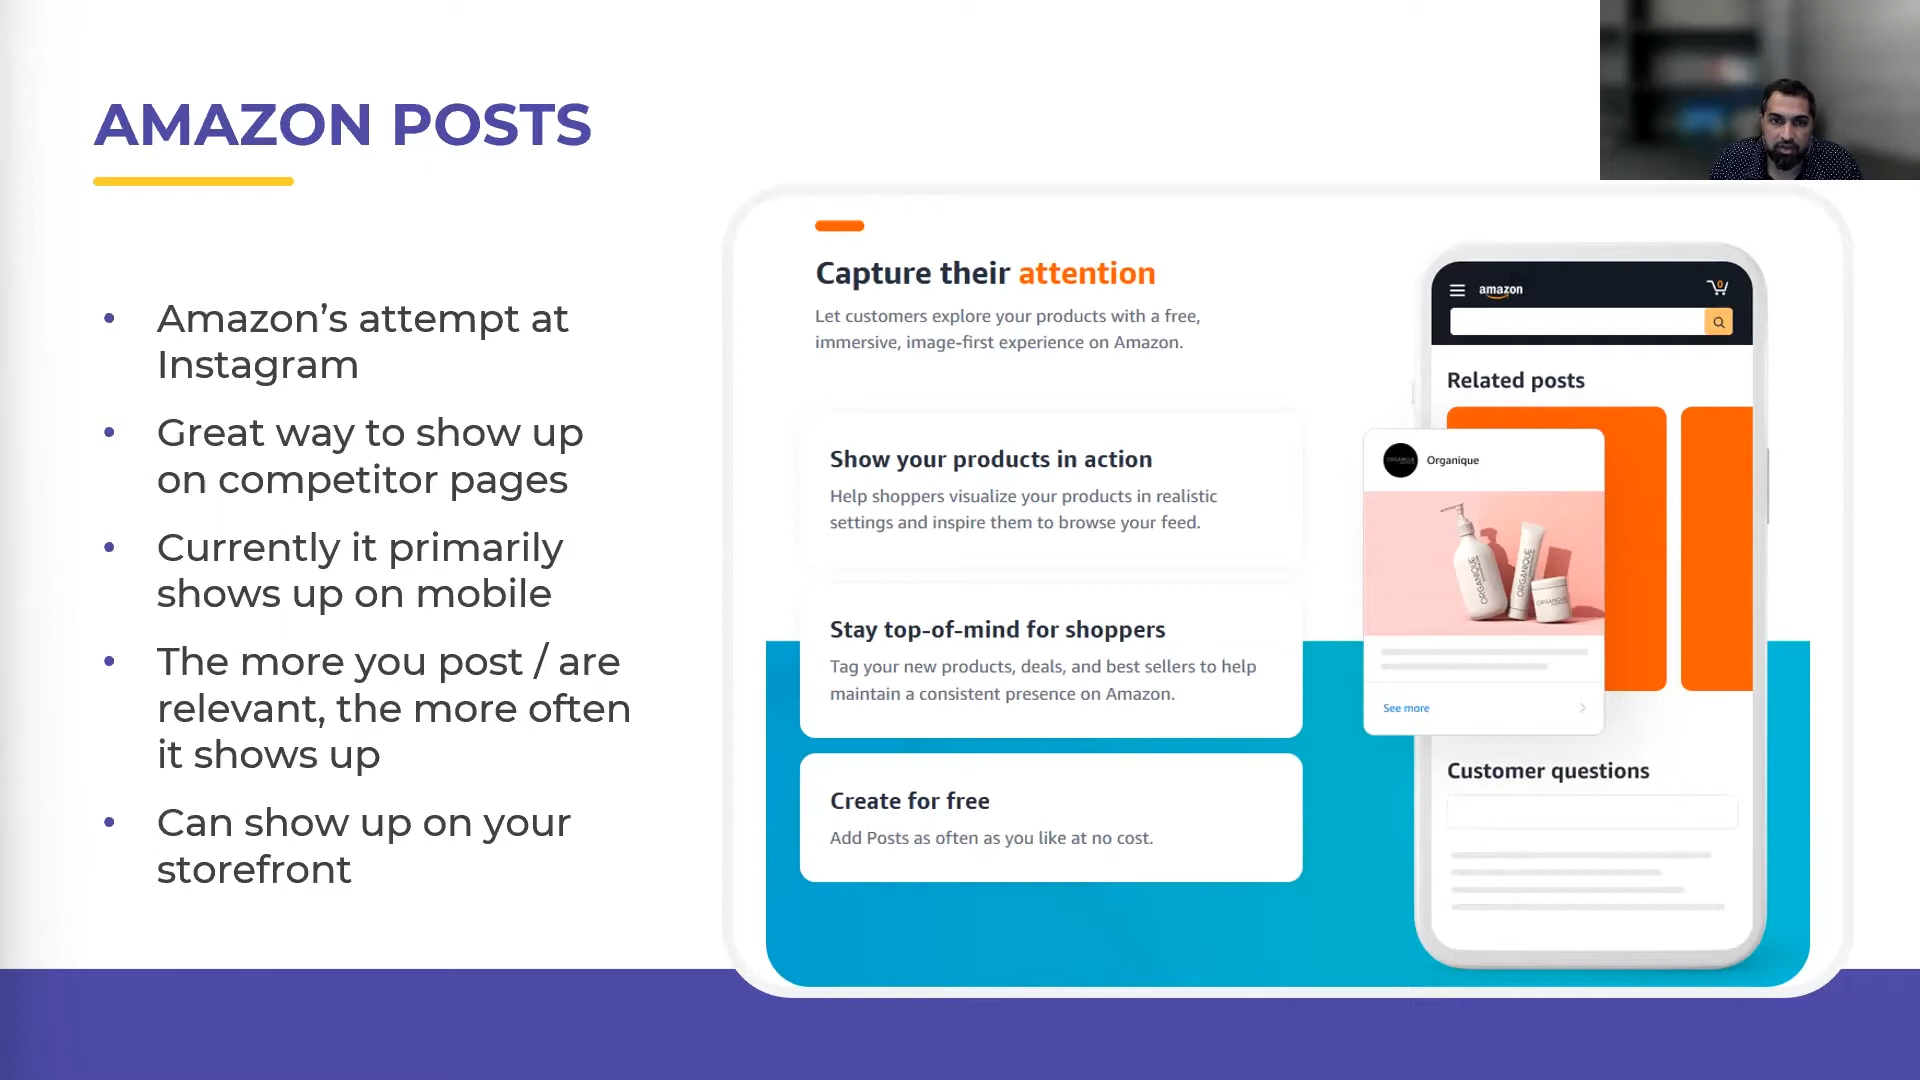 AMAZON POSTS
• Amazon’s attempt at
Instagram
• Great way to show up
on competitor pages
• Currently it primarily
shows up on mobile
• The more you post / are
relevant, the more often
it shows up
• Can show up on your
storefront
Capture their attention
Let customers explore your products with a free,
immersive, image-first experience on Amazon.
Show your products in action
Help shoppers visualize your products in realistic
settings and inspire them to browse your feed.
Stay top-of-mind for shoppers
Tag your new products, deals, and best sellers to help
maintain a consistent presence on Amazon.
Create for free
Add Posts as often as you like at no cost.
amazon
0
Related posts
ORGANIQUE
Organique
ORGANIQUE
ORGANIQUE
ORGANIQUE
See more
Customer questions